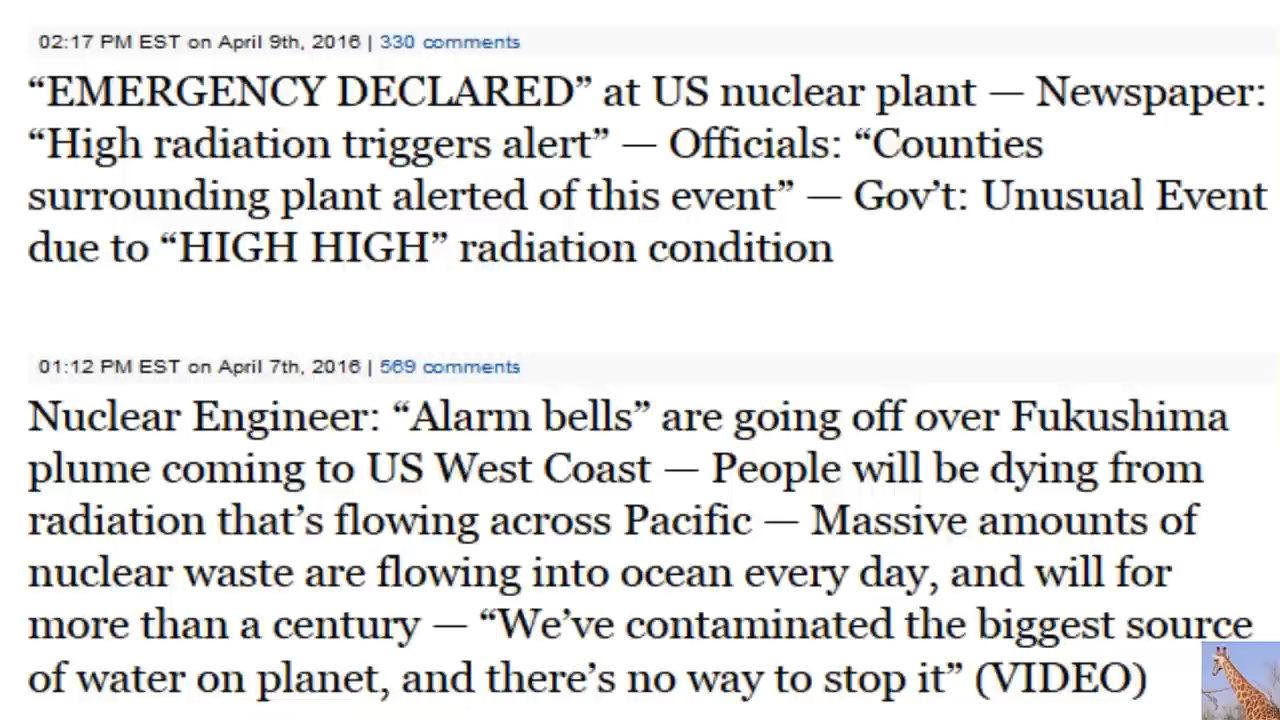 02:17 PM EST on April 9th, 2016 | 330 comments
“EMERGENCY DECLARED” at US nuclear plant — Newspaper:
“High radiation triggers alert” — Officials: “Counties
surrounding plant alerted of this event” — Gov’t: Unusual Event
due to “HIGH HIGH” radiation condition
01:12 PM EST on April 7th, 2016 | 569 comments
Nuclear Engineer: “Alarm bells” are going off over Fukushima
plume coming to US West Coast — People will be dying from
radiation that’s flowing across Pacific — Massive amounts of
nuclear waste are flowing into ocean every day, and will for
more than a century — “We’ve contaminated the biggest source
of water on planet, and there’s no way to stop it” (VIDEO)